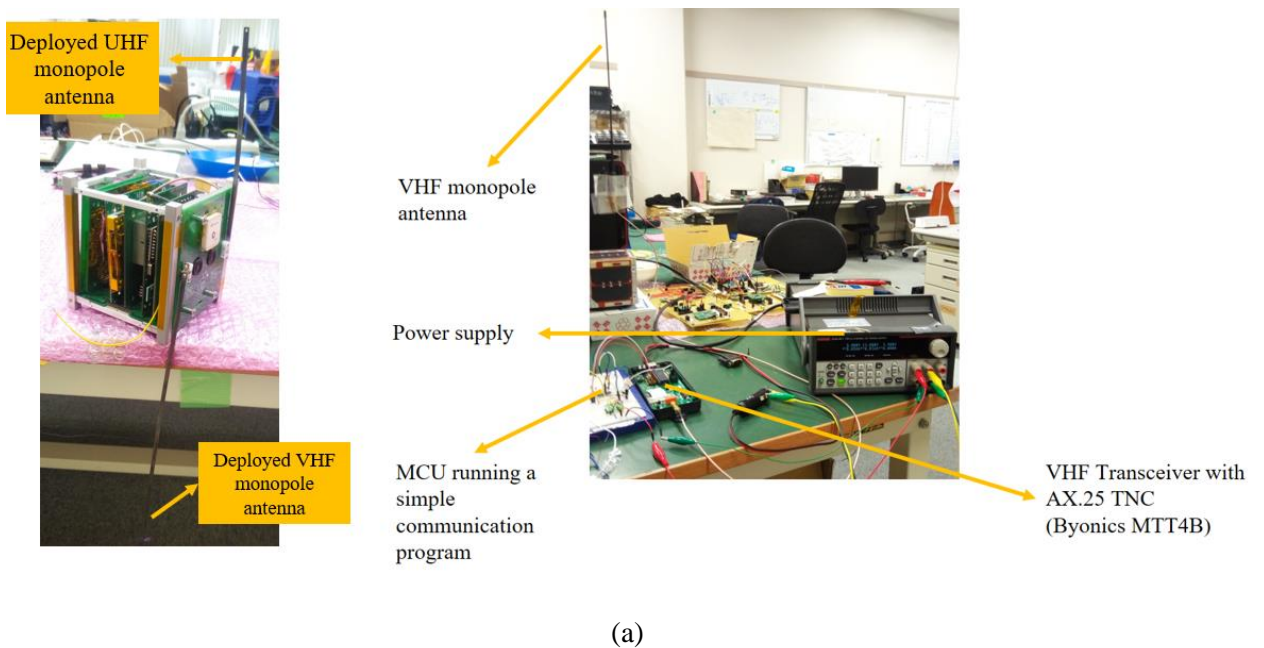 Deployed UHF
monopole
antenna
Deployed VHF
monopole
antenna
VHF monopole
antenna
Power supply
MCU running a
simple
communication
program
VHF Transceiver with
AX.25 TNC
(Byonics MTT4B)
(a)